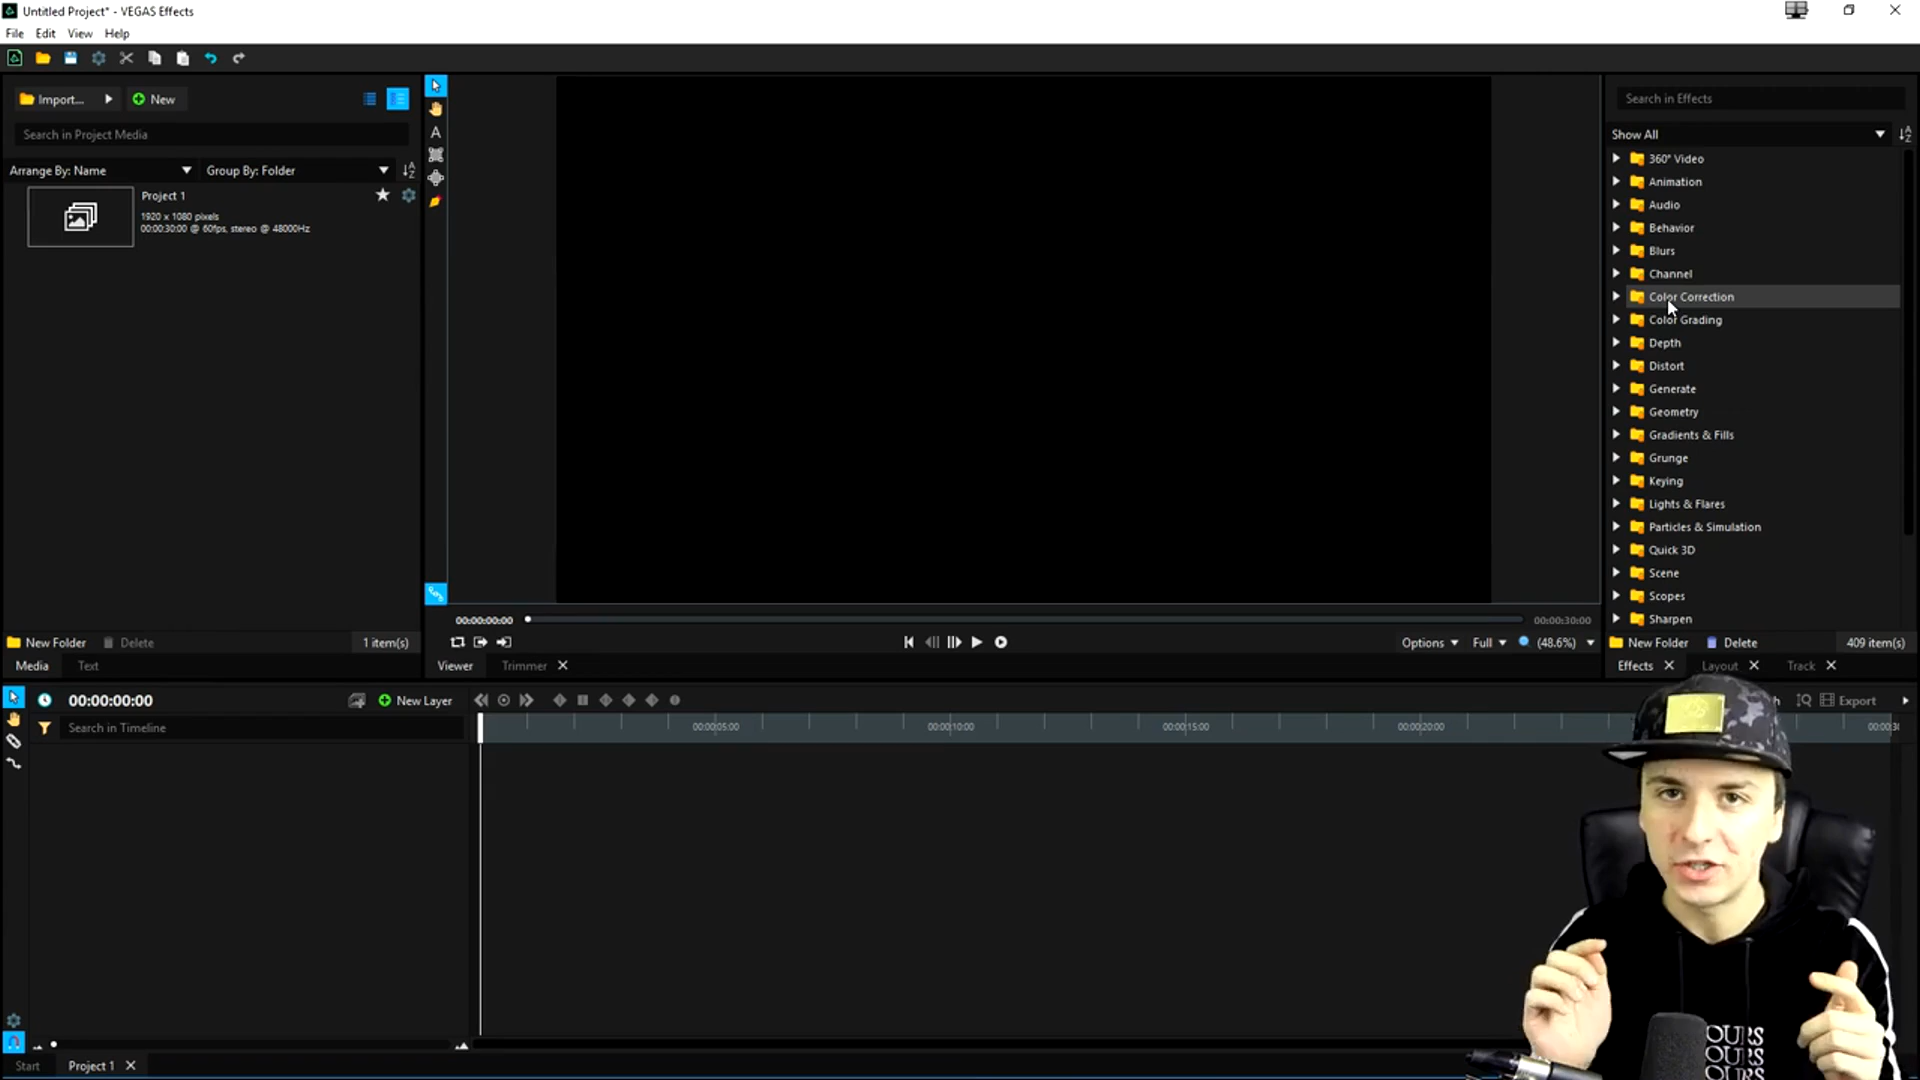 Untitled Project* - VEGAS Effects
File Edit View Help
Import... New
Search in Project Media
Arrange By: Name Group By: Folder
Project 1
1920 x 1080 pixels
00:00:30:00 @ 60fps, stereo @ 48000Hz
New Folder Delete 1 item(s)
Media Text
A
00:00:00:00 00:00:30:00
Options Full (48.6%)
Viewer Trimmer
Search in Effects
Show All
360° Video
Animation
Audio
Behavior
Blurs
Channel
Color Correction
Color Grading
Depth
Distort
Generate
Geometry
Gradients & Fills
Grunge
Keying
Lights & Flares
Particles & Simulation
Quick 3D
Scene
Scopes
Sharpen
New Folder Delete 409 item(s)
Effects Layout Track
00:00:00:00 New Layer Export
Search in Timeline
00:00:05:00 00:00:10:00 00:00:15:00 00:00:20:00
OURS
OURS
OURS
Start Project 1